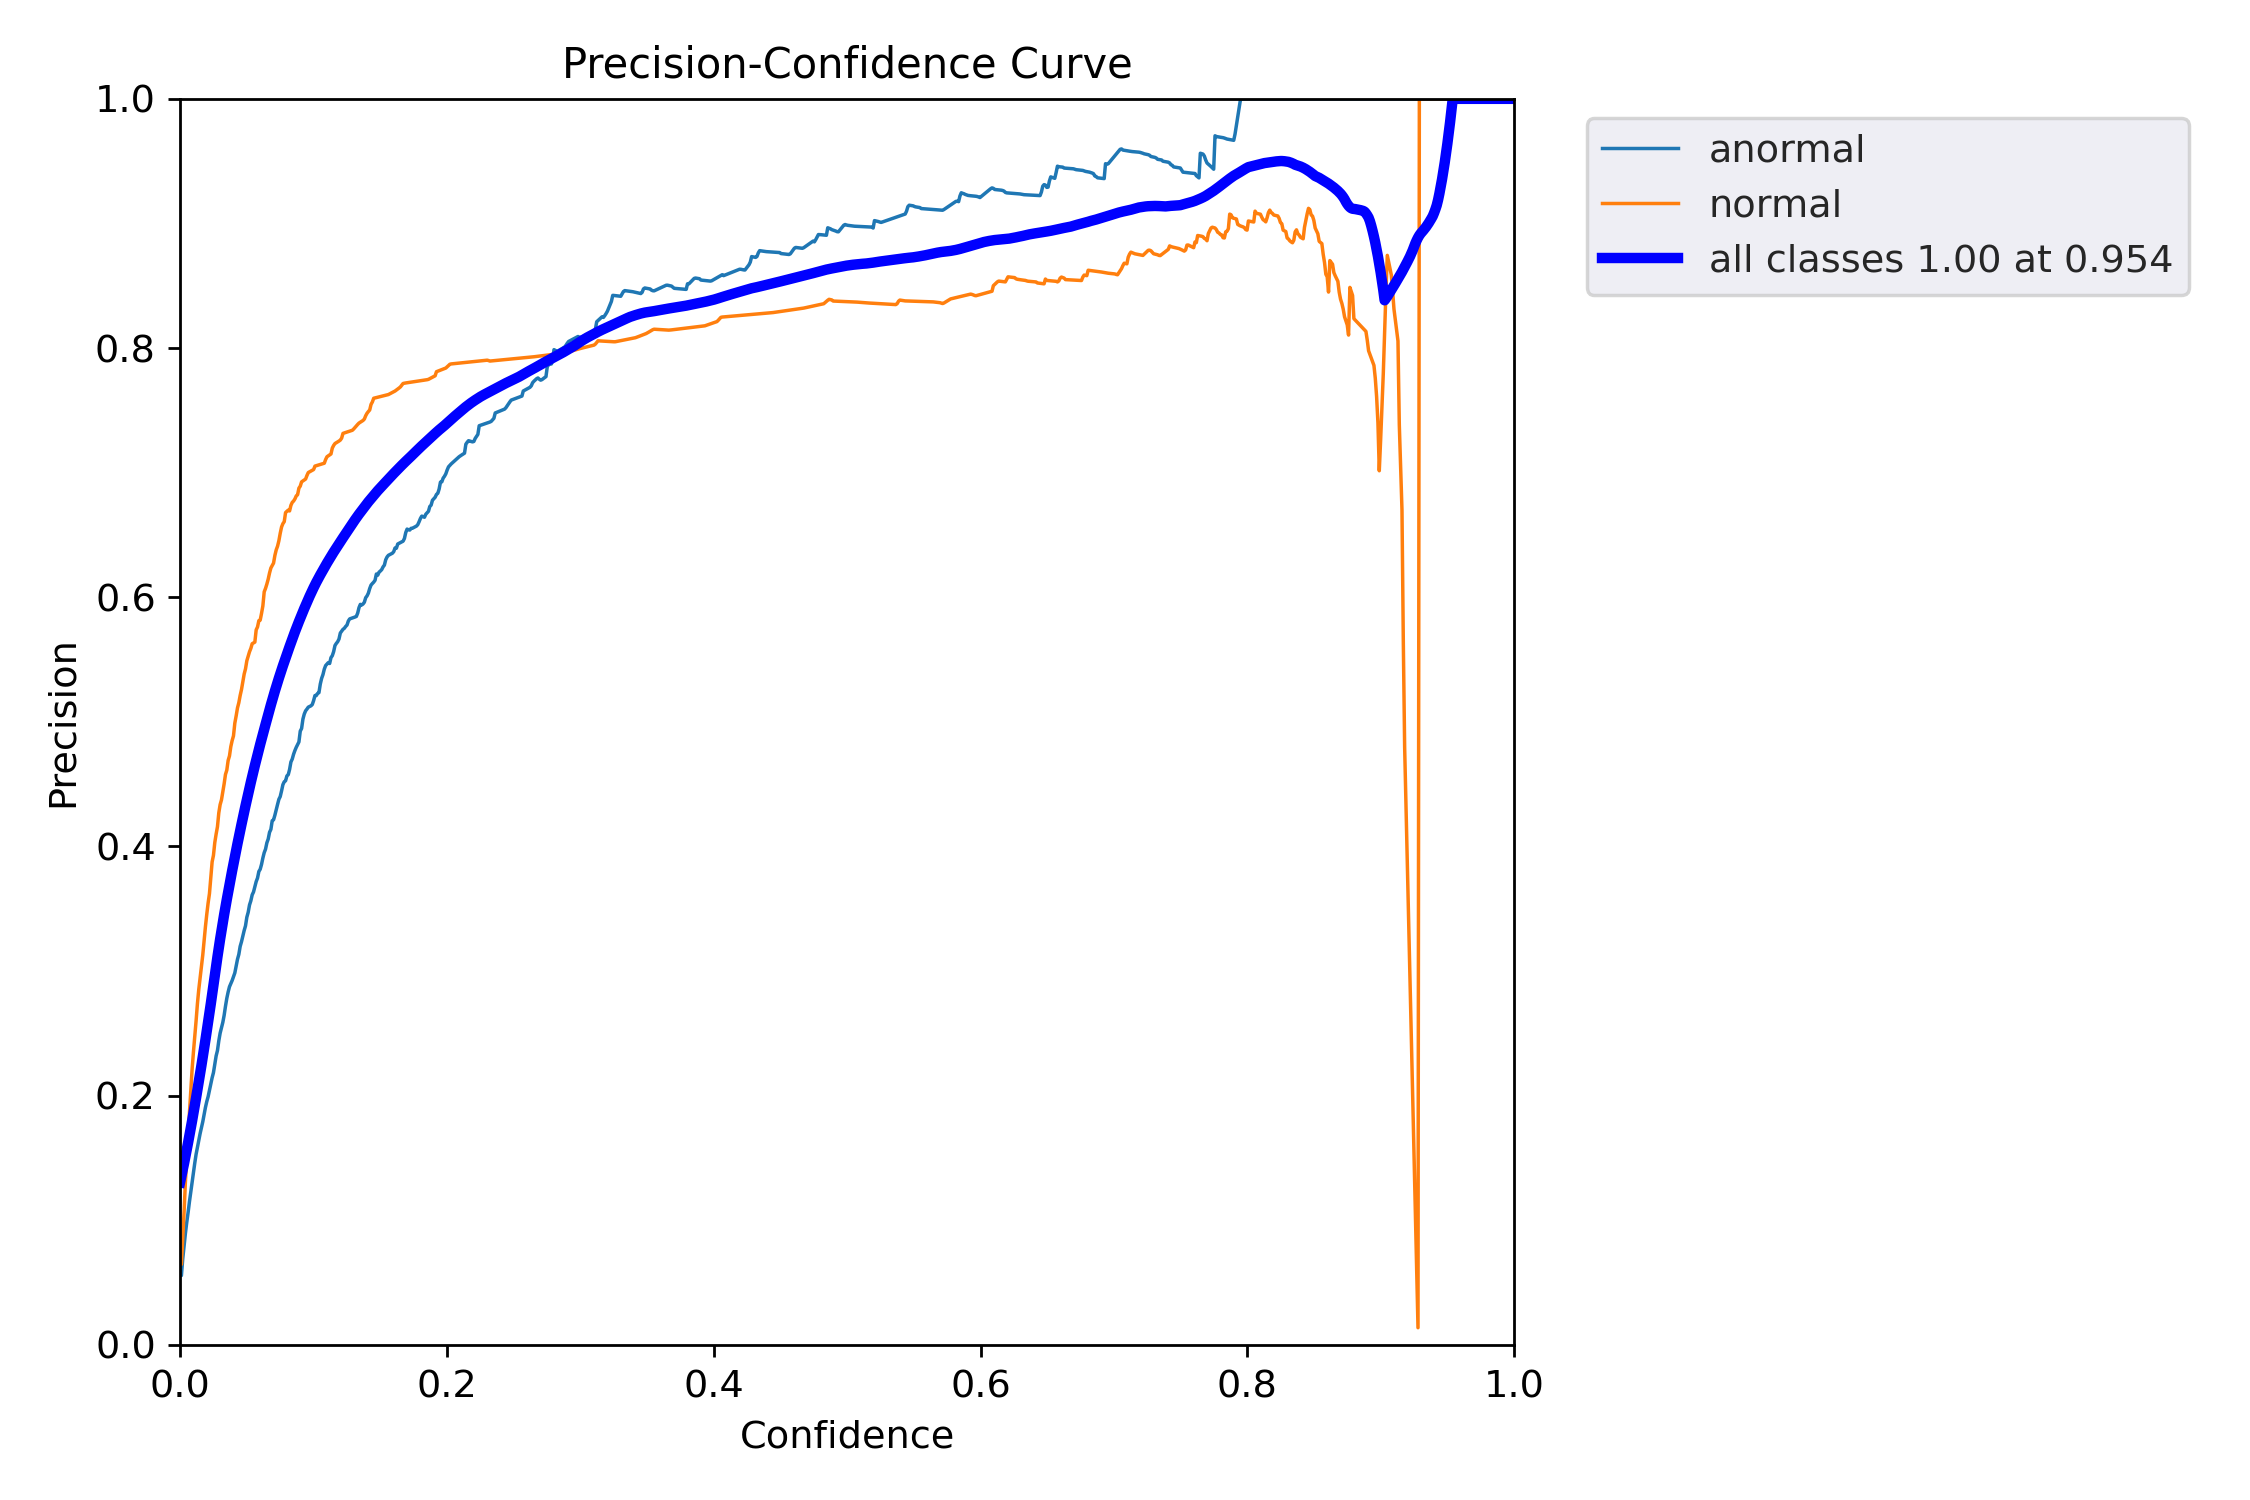 Precision-Confidence Curve
1.0
0.8
0.6
0.4
0.2
0.0
Precision
0.0 0.2 0.4 0.6 0.8 1.0
Confidence
anormal
normal
all classes 1.00 at 0.954